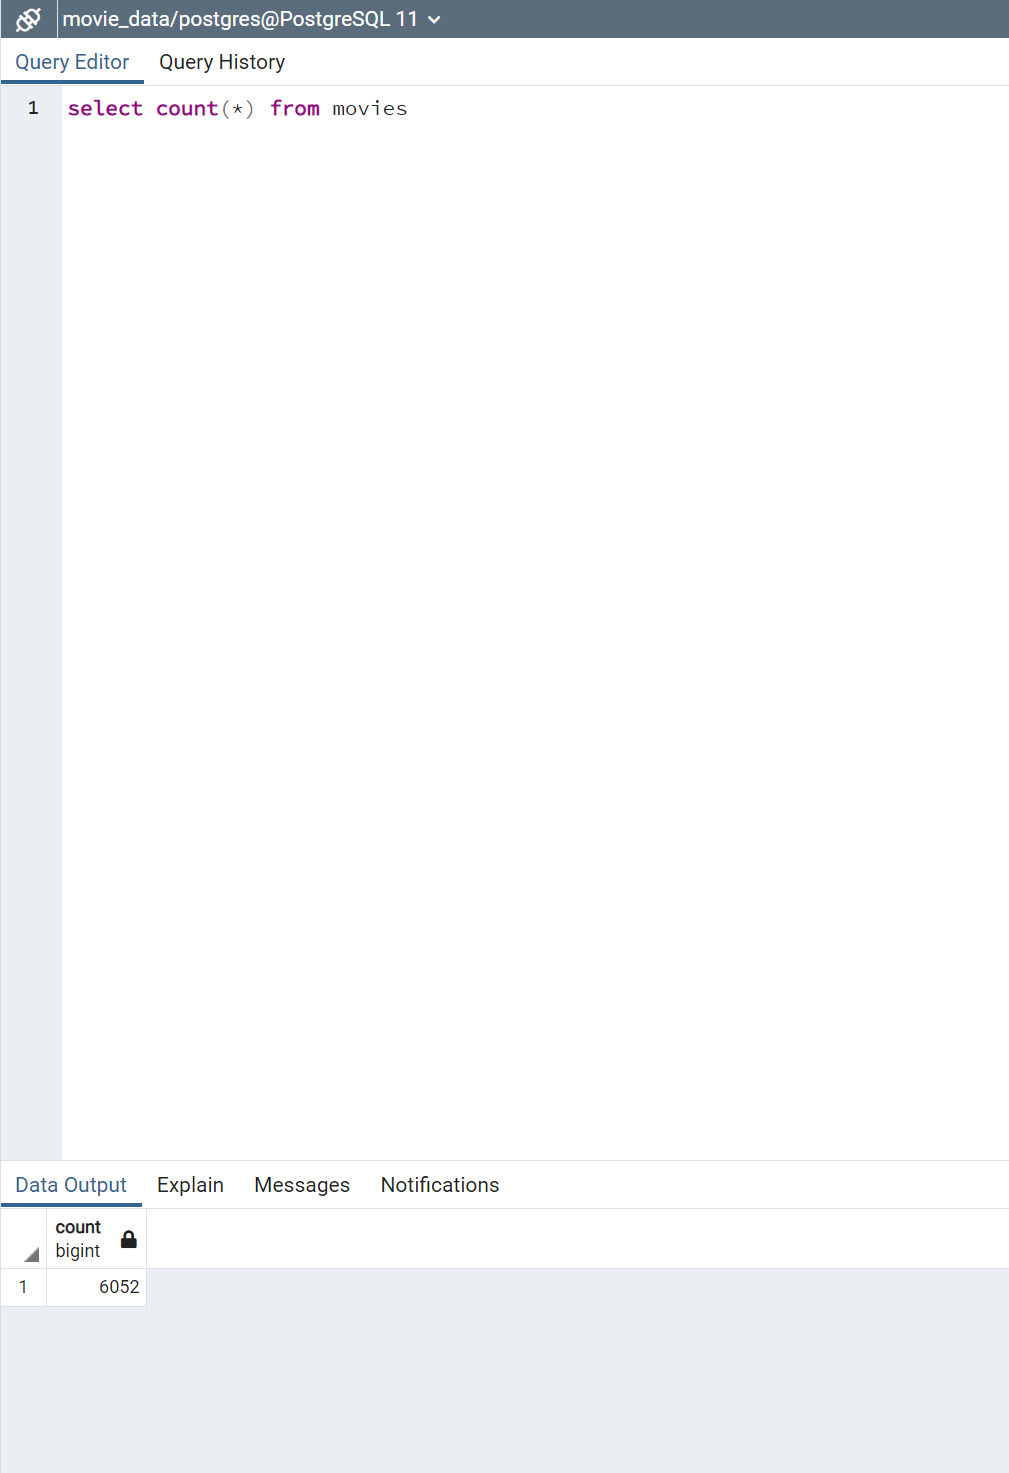 movie_data/postgres@PostgreSQL 11
Query Editor Query History
1 select count(*) from movies
Data Output Explain Messages Notifications
count
bigint
1 6052